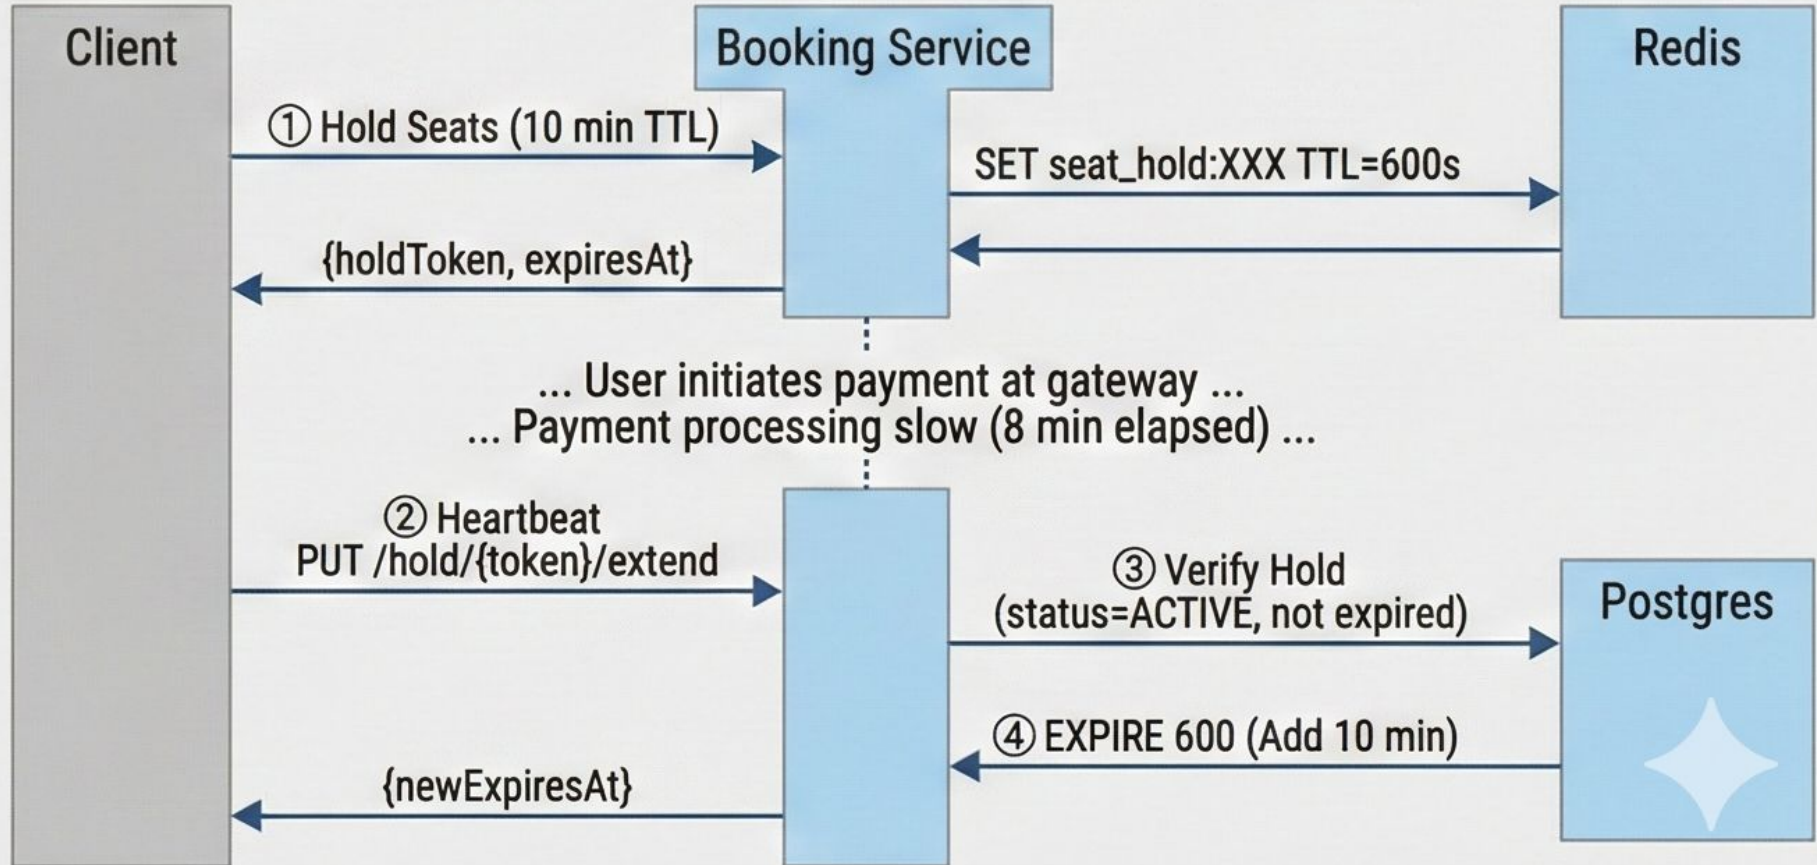 Client
Booking Service
Redis
① Hold Seats (10 min TTL)
SET seat_hold:XXX TTL=600s
{holdToken, expiresAt}
... User initiates payment at gateway ...
... Payment processing slow (8 min elapsed) ...
② Heartbeat
PUT /hold/{token}/extend
③ Verify Hold
(status=ACTIVE, not expired)
Postgres
④ EXPIRE 600 (Add 10 min)
{newExpiresAt}